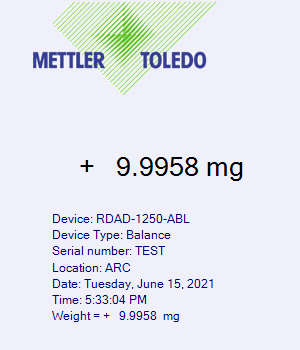 METTLER TOLEDO
+ 9.9958 mg
Device: RDAD-1250-ABL
Device Type: Balance
Serial number: TEST
Location: ARC
Date: Tuesday, June 15, 2021
Time: 5:33:04 PM
Weight = + 9.9958 mg